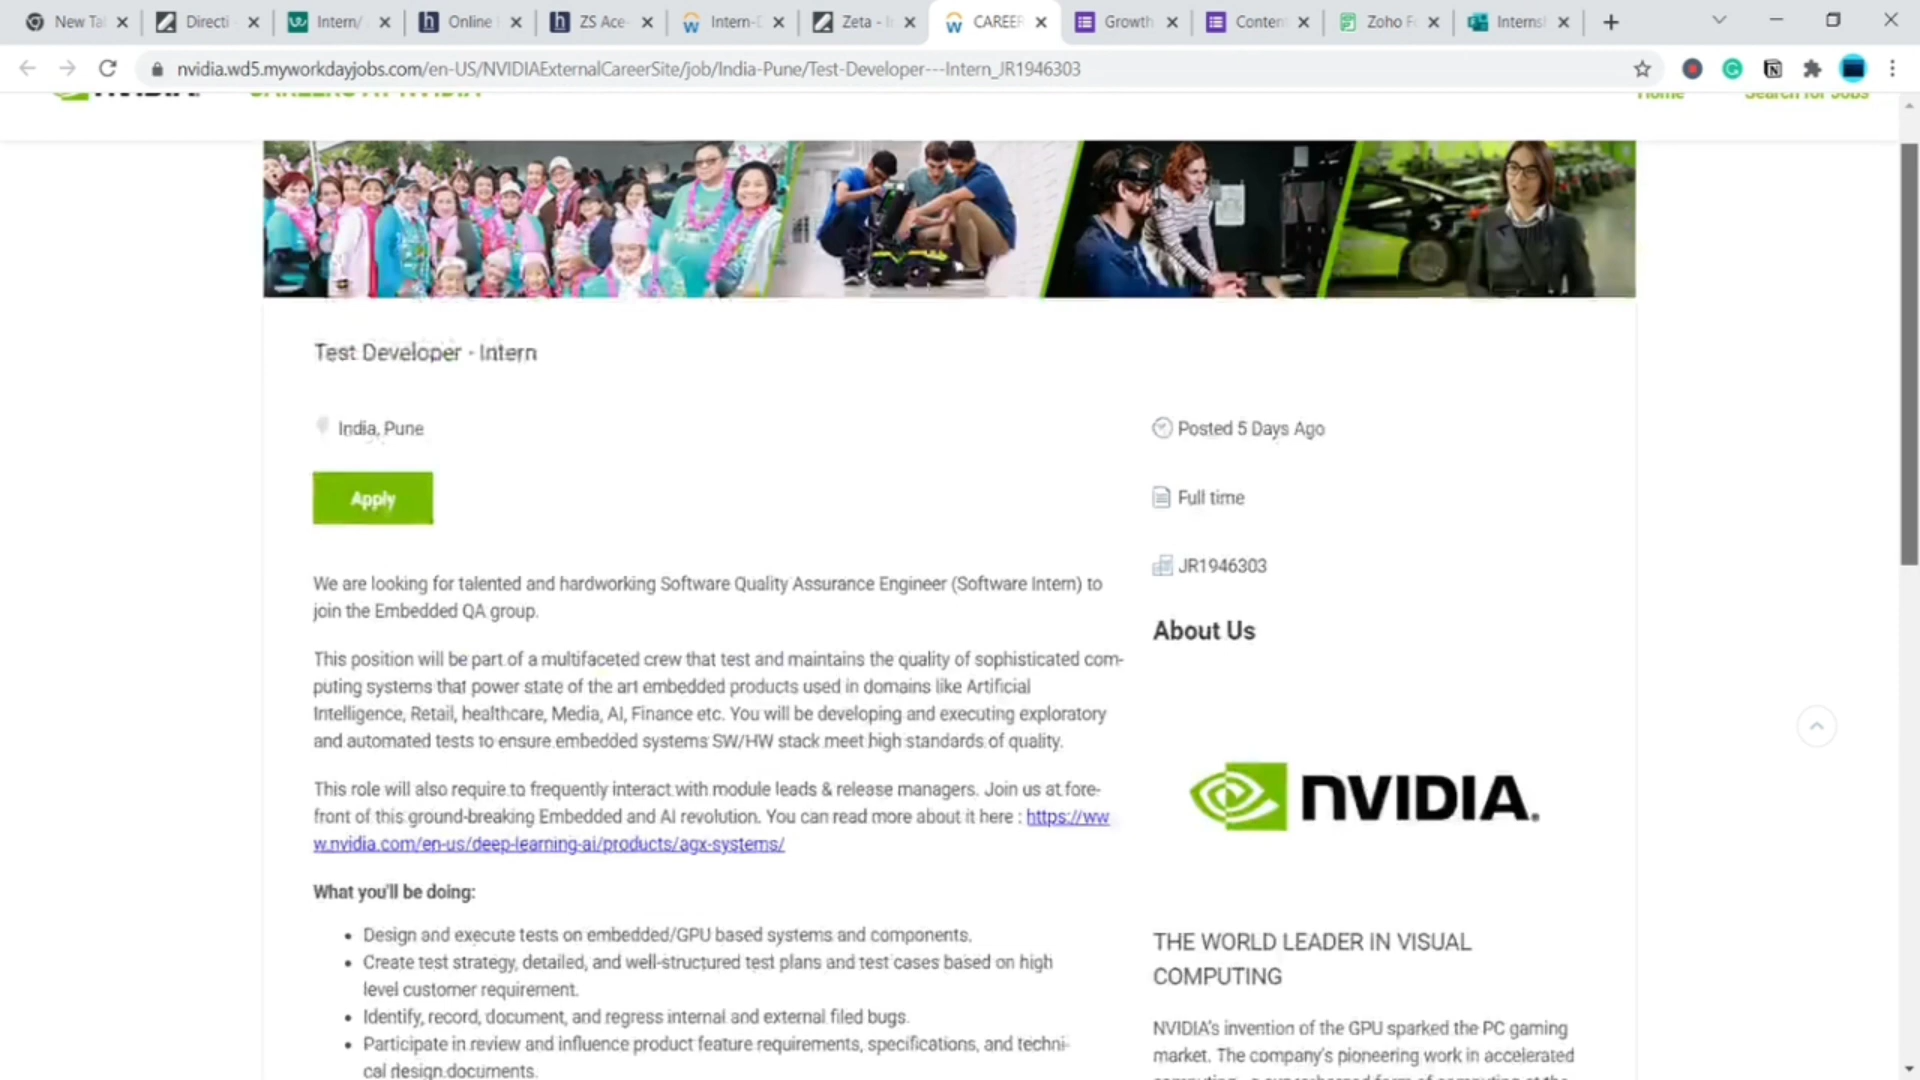 New Ta
Directi
Intern/
Online
ZS Ace
Intern-
Zeta - I
CAREER
Growth
Conten
Zoho F
Interns
nvidia.wd5.myworkdayjobs.com/en-US/NVIDIAExternalCareerSite/job/India-Pune/Test-Developer---Intern_JR1946303
NVIDIA.
CAREERS AT NVIDIA
Home
Search for Jobs
Test Developer - Intern
India, Pune
Posted 5 Days Ago
Apply
Full time
JR1946303
We are looking for talented and hardworking Software Quality Assurance Engineer (Software Intern) to
join the Embedded QA group.
This position will be part of a multifaceted crew that test and maintains the quality of sophisticated com-
puting systems that power state of the art embedded products used in domains like Artificial
Intelligence, Retail, healthcare, Media, AI, Finance etc. You will be developing and executing exploratory
and automated tests to ensure embedded systems SW/HW stack meet high standards of quality.
This role will also require to frequently interact with module leads & release managers. Join us at fore-
front of this ground-breaking Embedded and AI revolution. You can read more about it here : https://ww
w.nvidia.com/en-us/deep-learning-ai/products/agx-systems/
What you'll be doing:
• Design and execute tests on embedded/GPU based systems and components.
• Create test strategy, detailed, and well-structured test plans and test cases based on high
level customer requirement.
• Identify, record, document, and regress internal and external filed bugs.
• Participate in review and influence product feature requirements, specifications, and techni-
cal design documents.
About Us
NVIDIA.
THE WORLD LEADER IN VISUAL
COMPUTING
NVIDIA's invention of the GPU sparked the PC gaming
market. The company's pioneering work in accelerated